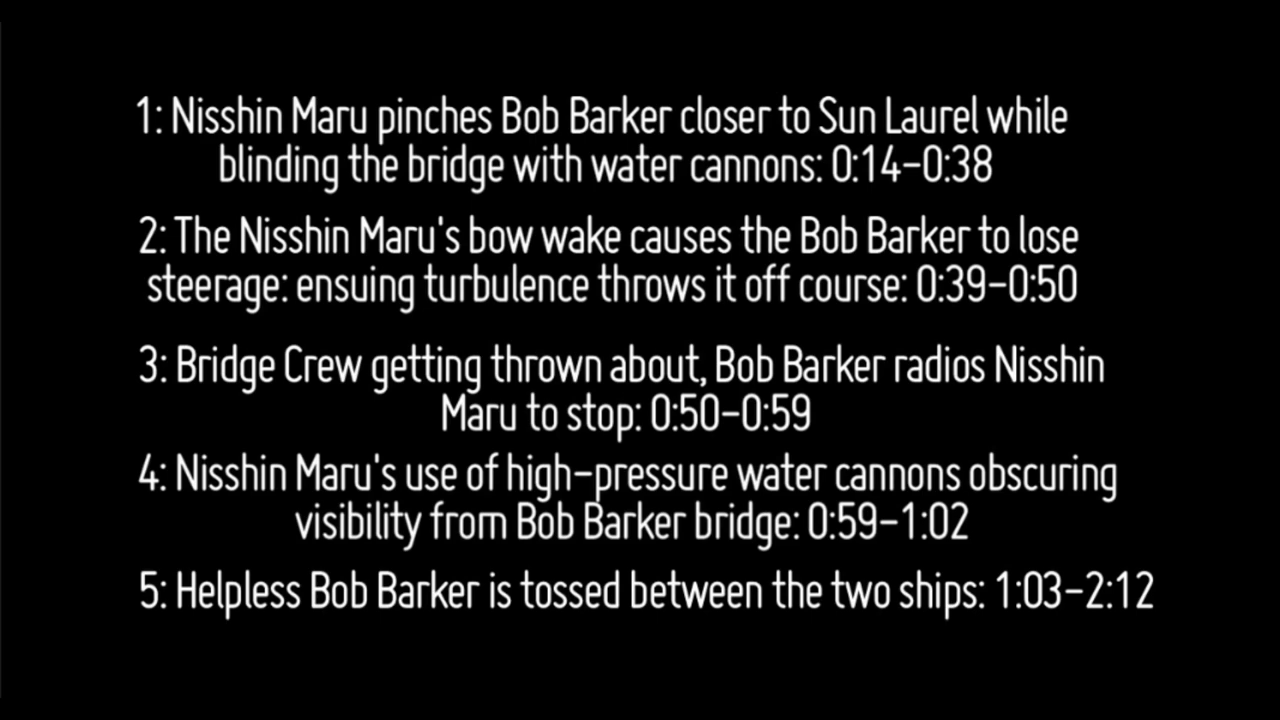 1: Nisshin Maru pinches Bob Barker closer to Sun Laurel while
blinding the bridge with water cannons: 0:14-0:38
2: The Nisshin Maru's bow wake causes the Bob Barker to lose
steerage: ensuing turbulence throws it off course: 0:39-0:50
3: Bridge Crew getting thrown about, Bob Barker radios Nisshin
Maru to stop: 0:50-0:59
4: Nisshin Maru's use of high-pressure water cannons obscuring
visibility from Bob Barker bridge: 0:59-1:02
5: Helpless Bob Barker is tossed between the two ships: 1:03-2:12